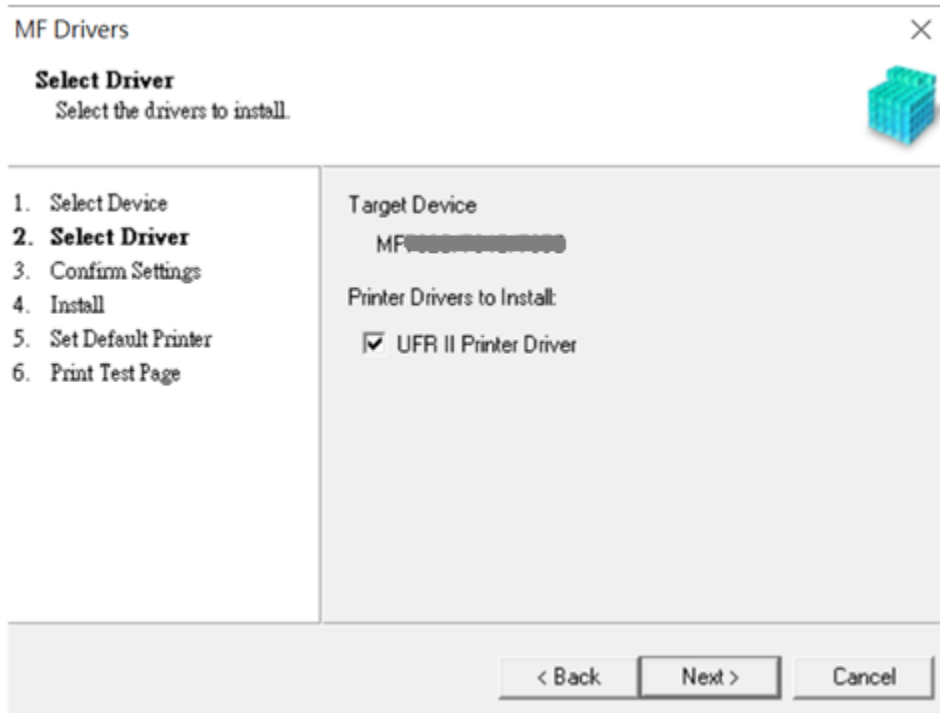 MF Drivers
Select Driver
Select the drivers to install.
1. Select Device
2. Select Driver
3. Confirm Settings
4. Install
5. Set Default Printer
6. Print Test Page
Target Device
MF
Printer Drivers to Install:
UFR II Printer Driver
< Back
Next >
Cancel